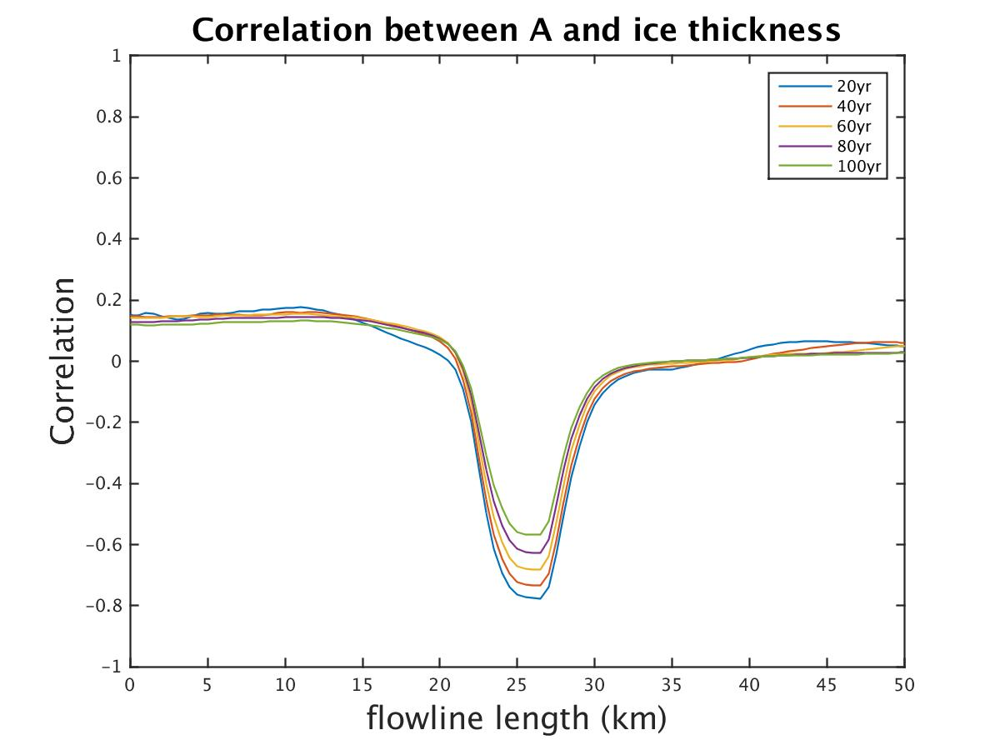 Correlation between A and ice thickness
1
0.8
0.6
0.4
0.2
0
−0.2
−0.4
−0.6
−0.8
−1
Correlation
20yr
40yr
60yr
80yr
100yr
0 5 10 15 20 25 30 35 40 45 50
flowline length (km)